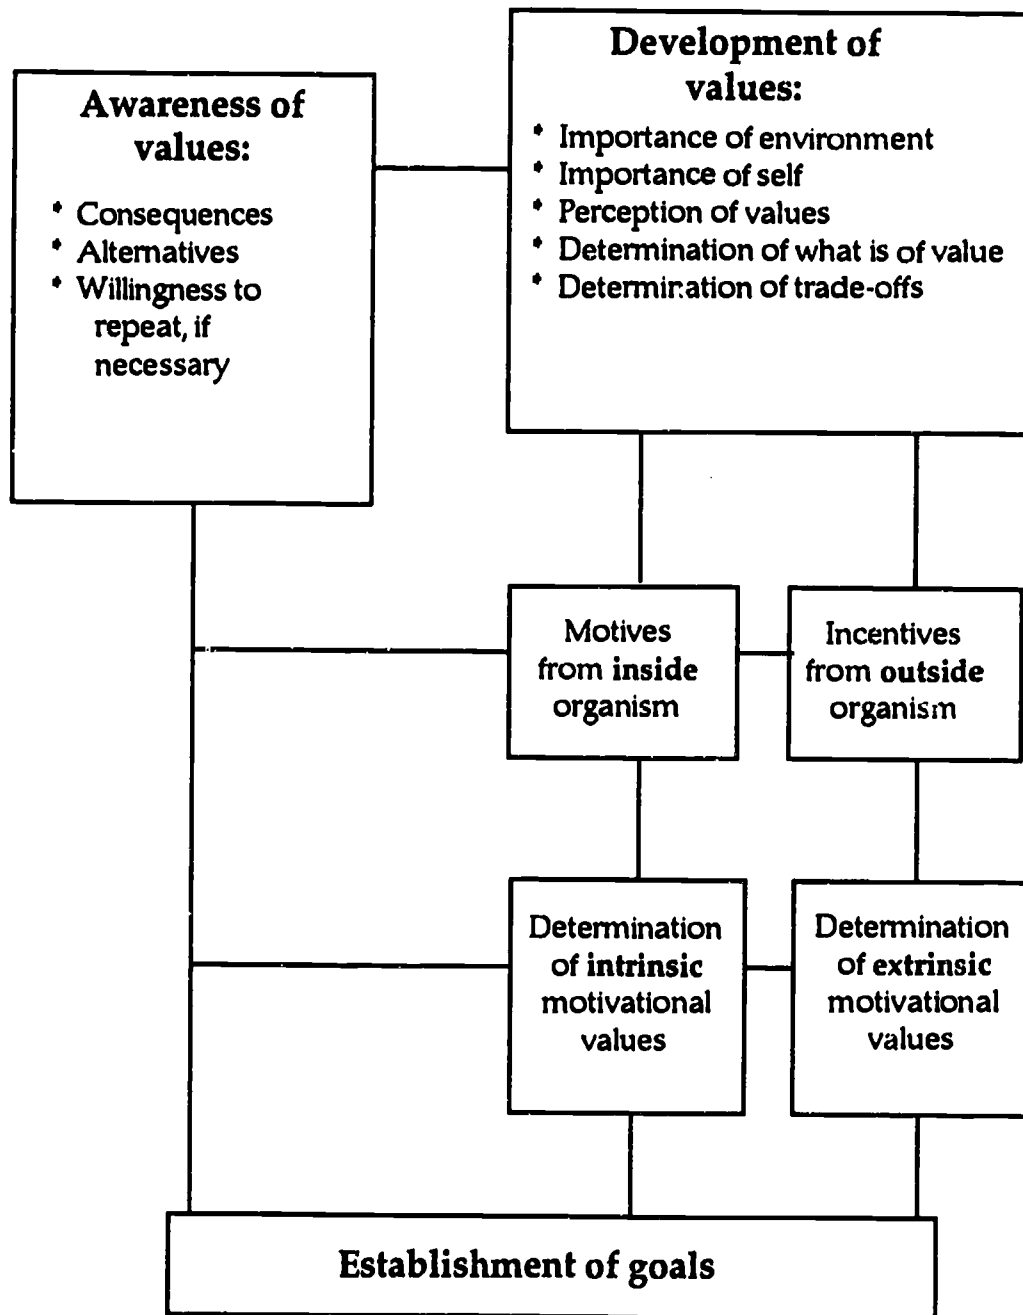 Awareness of
values:
* Consequences
* Alternatives
* Willingness to
repeat, if
necessary
Development of
values:
* Importance of environment
* Importance of self
* Perception of values
* Determination of what is of value
* Determination of trade-offs
Motives
from inside
organism
Incentives
from outside
organism
Determination
of intrinsic
motivational
values
Determination
of extrinsic
motivational
values
Establishment of goals